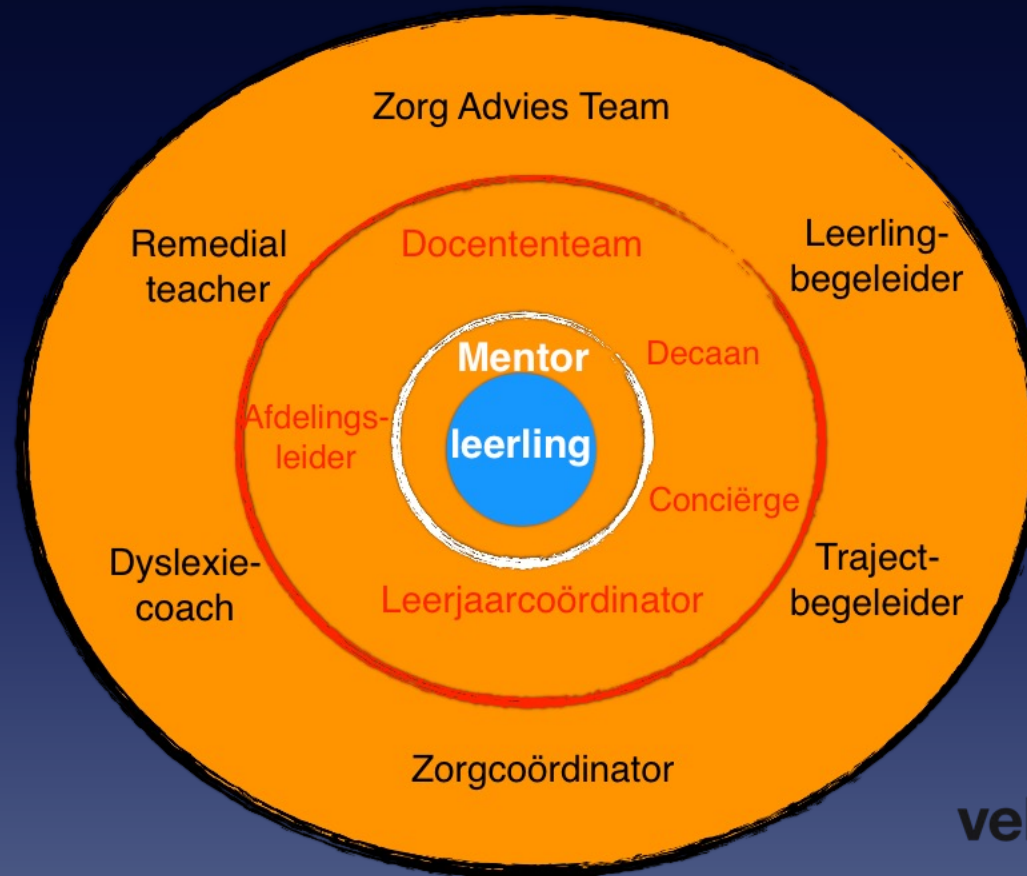 Zorg Advies Team
Remedial
teacher
Docententeam
Leerling-
begeleider
Mentor
Decaan
Afdelings-
leider
leerling
Conciërge
Dyslexie-
coach
Leerjaarcoördinator
Traject-
begeleider
Zorgcoördinator